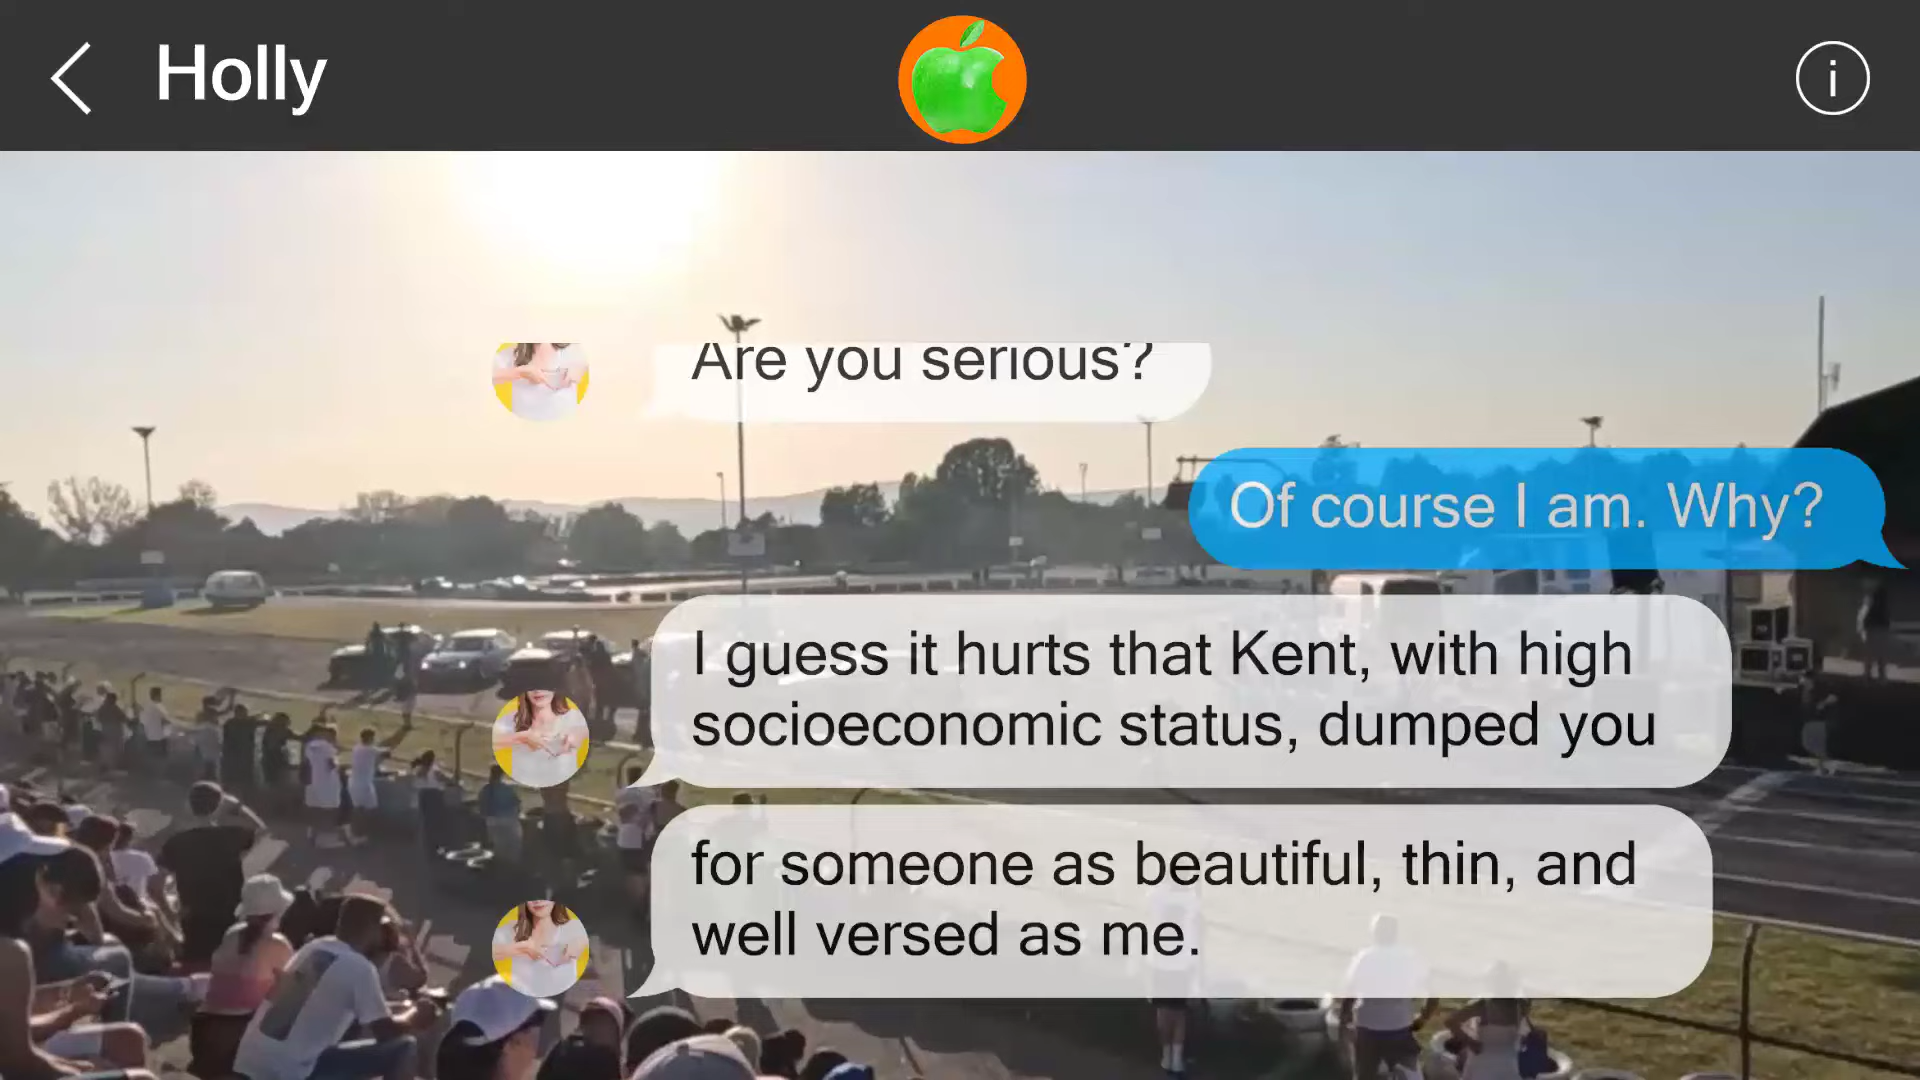 Holly
Are you serious?
Of course I am. Why?
I guess it hurts that Kent, with high
socioeconomic status, dumped you
for someone as beautiful, thin, and
well versed as me.